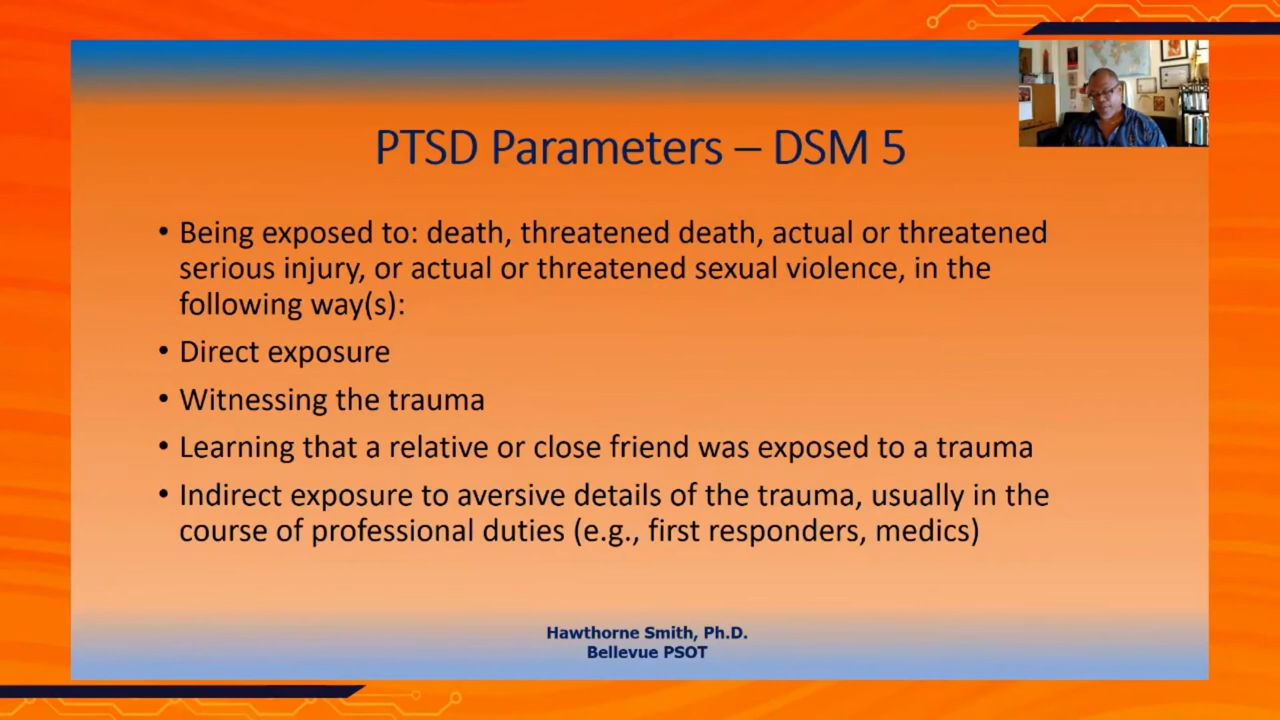 PTSD Parameters – DSM 5
• Being exposed to: death, threatened death, actual or threatened
serious injury, or actual or threatened sexual violence, in the
following way(s):
• Direct exposure
• Witnessing the trauma
• Learning that a relative or close friend was exposed to a trauma
• Indirect exposure to aversive details of the trauma, usually in the
course of professional duties (e.g., first responders, medics)
Hawthorne Smith, Ph.D.
Bellevue PSOT